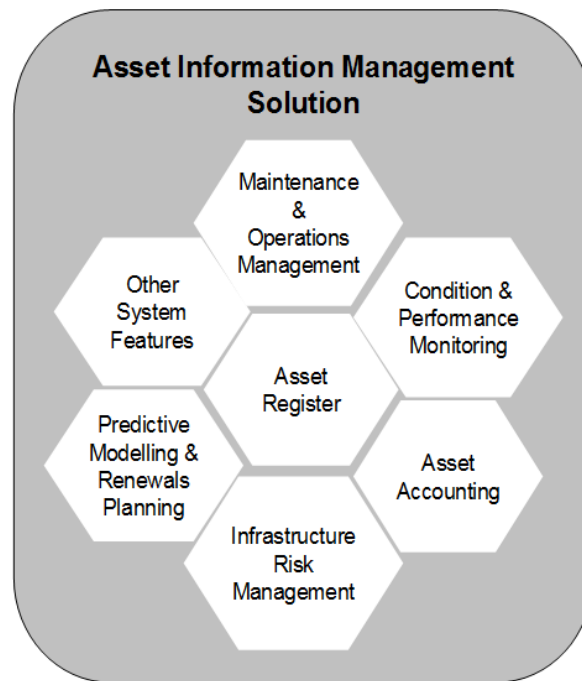 Asset Information Management
Solution
Maintenance
&
Operations
Management
Other
System
Features
Condition &
Performance
Monitoring
Asset
Register
Predictive
Modelling &
Renewals
Planning
Asset
Accounting
Infrastructure
Risk
Management